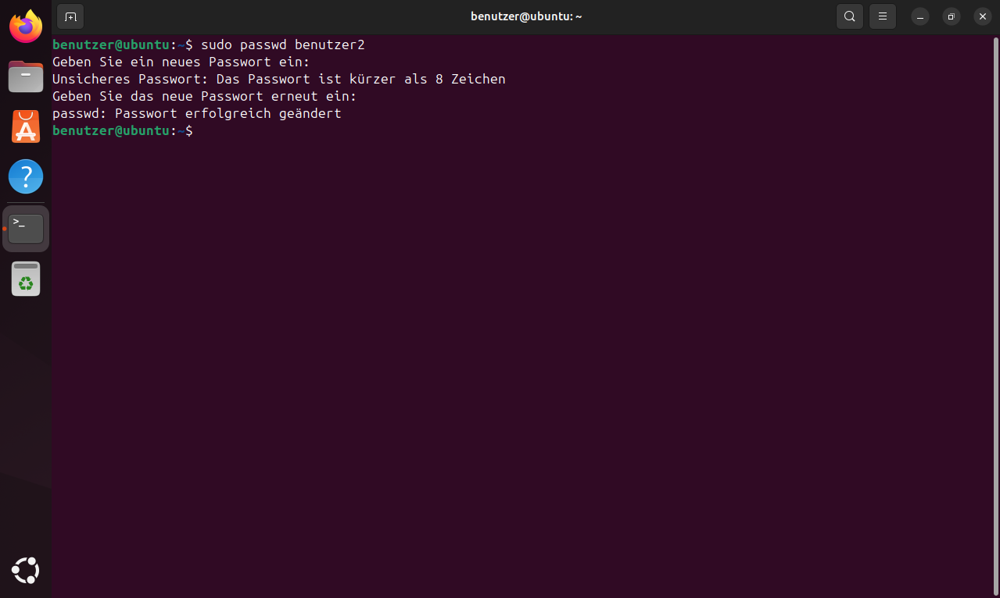 benutzer@ubuntu: ~
benutzer@ubuntu:~$ sudo passwd benutzer2
Geben Sie ein neues Passwort ein:
Unsicheres Passwort: Das Passwort ist kürzer als 8 Zeichen
Geben Sie das neue Passwort erneut ein:
passwd: Passwort erfolgreich geändert
benutzer@ubuntu:~$